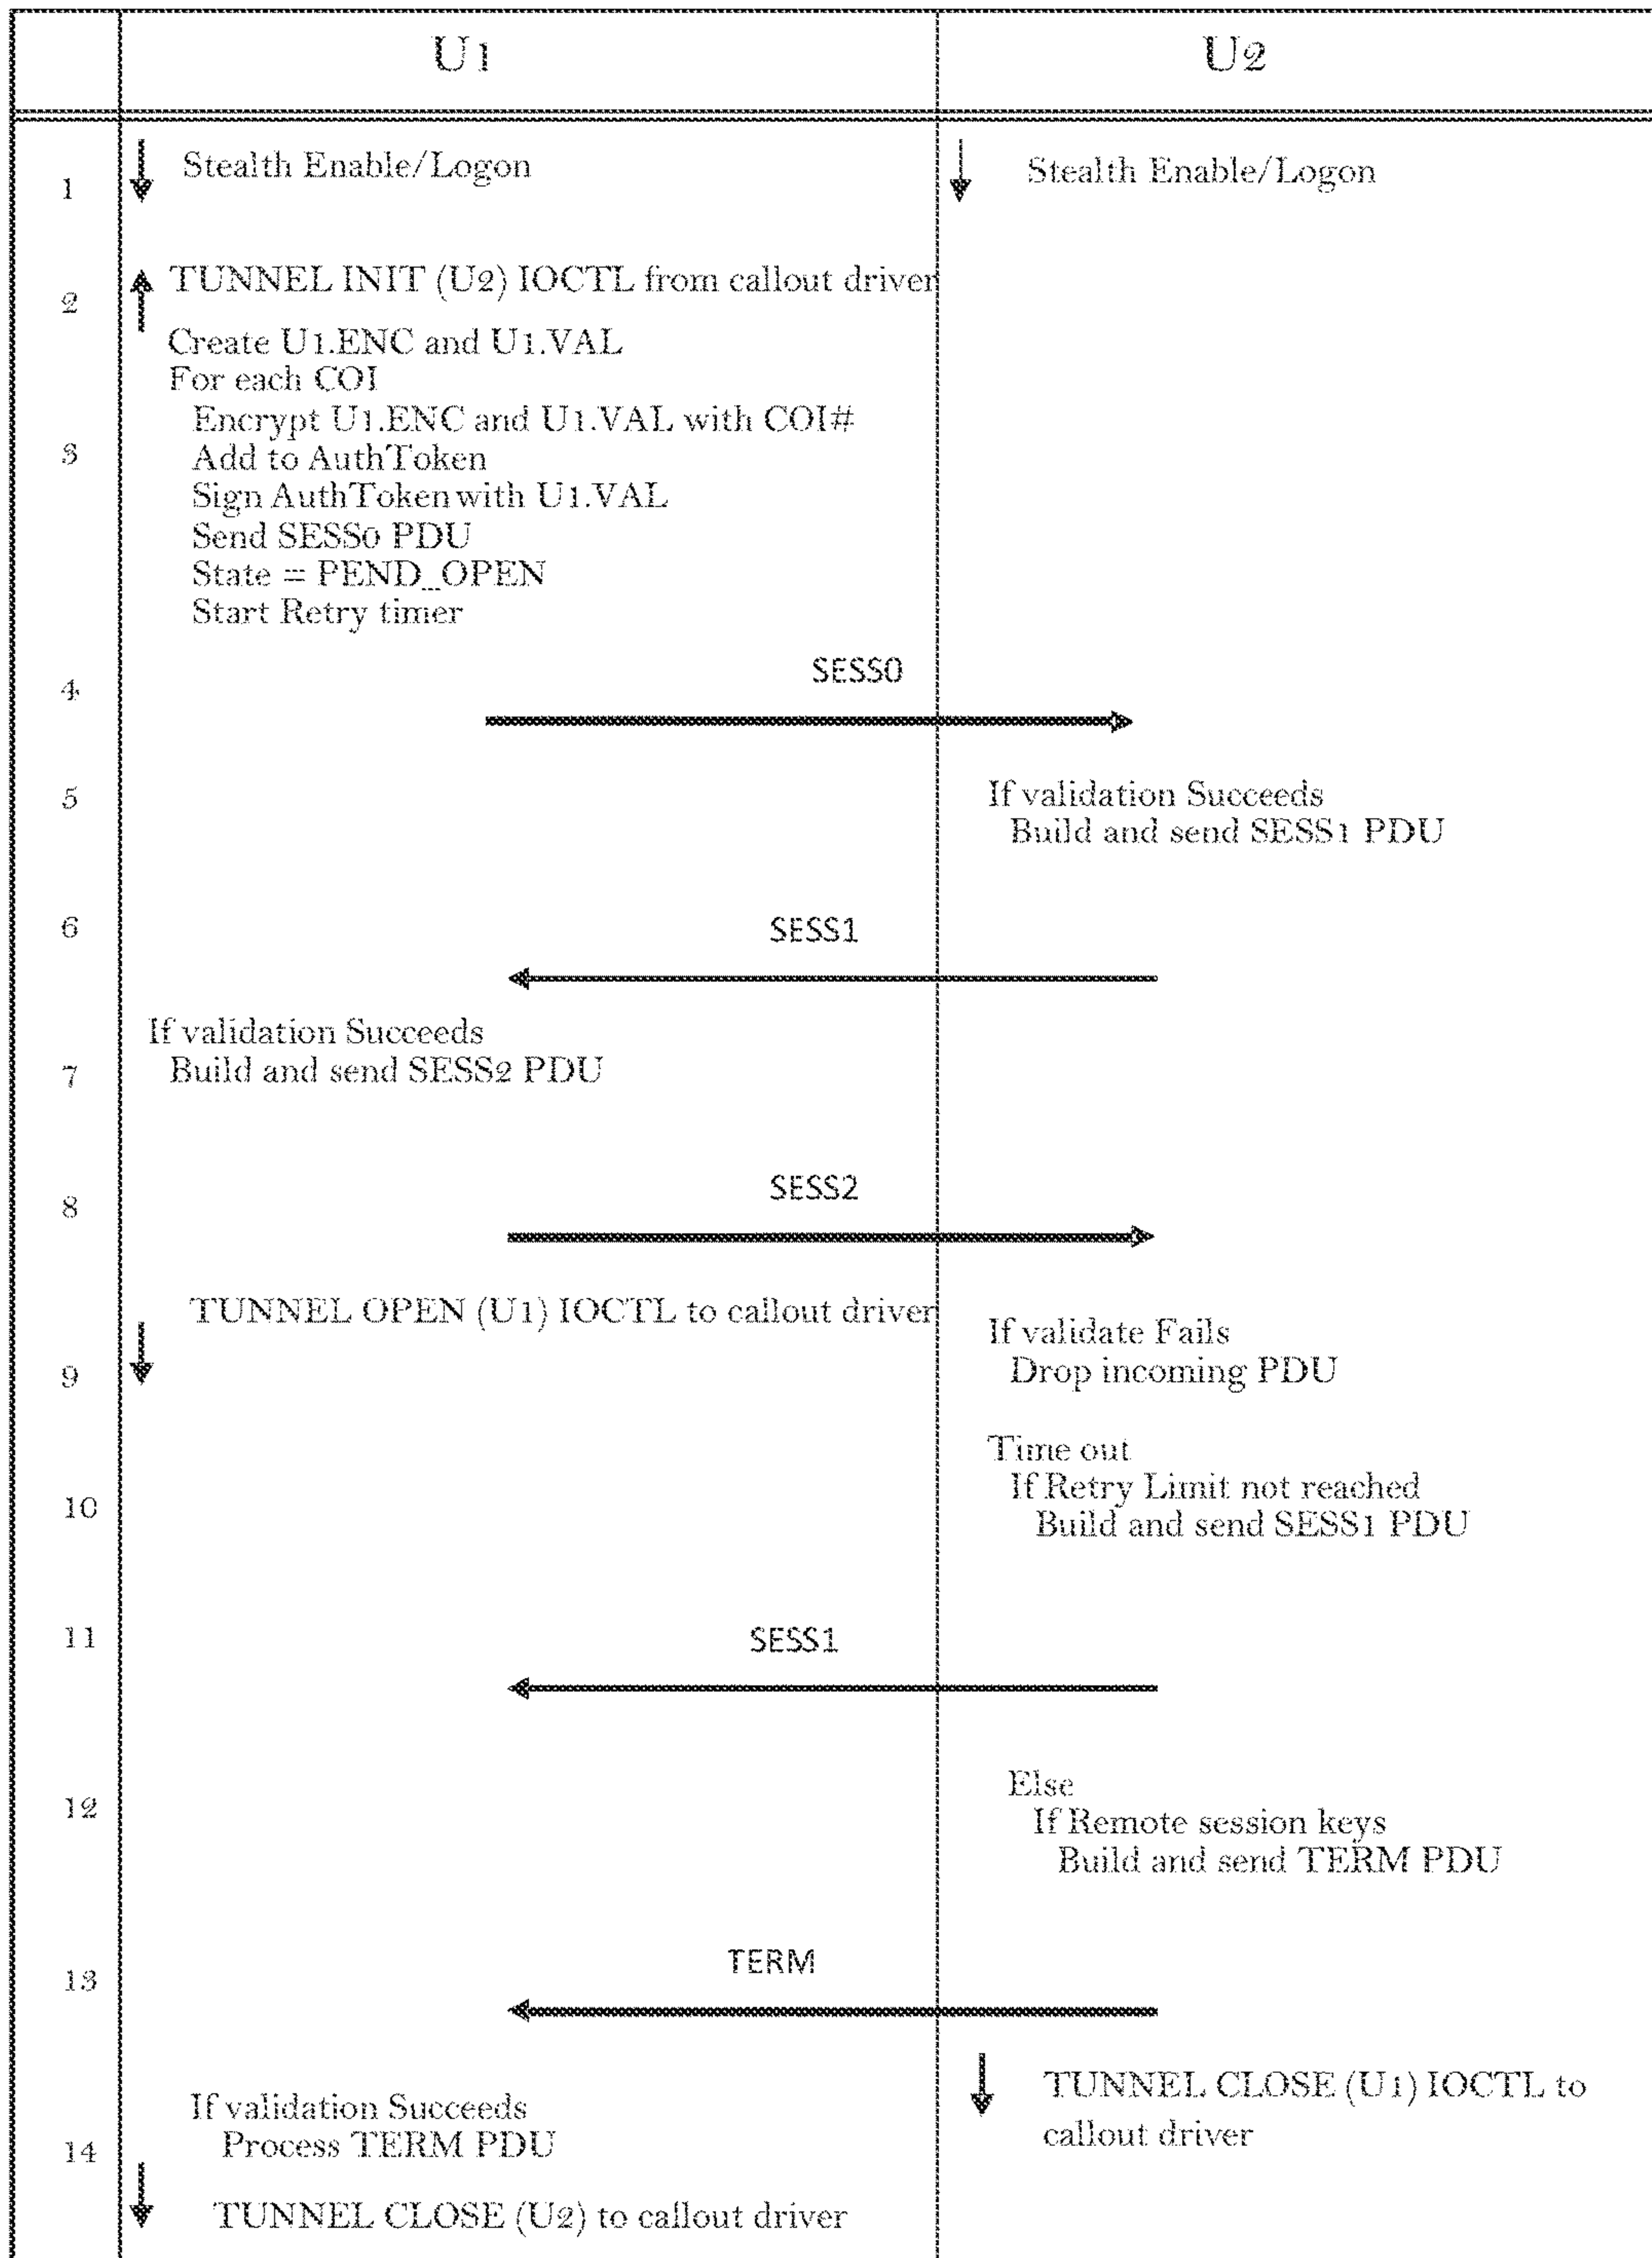 U1
U2
1
Stealth Enable/Logon
Stealth Enable/Logon
2
TUNNEL INIT (U2) IOCTL from callout driver
3
Create U1.ENC and U1.VAL
For each COI
Encrypt U1.ENC and U1.VAL with COI#
Add to AuthToken
Sign AuthToken with U1.VAL
Send SESS0 PDU
State = PEND_OPEN
Start Retry timer
4
SESS0
5
If validation Succeeds
Build and send SESS1 PDU
6
SESS1
7
If validation Succeeds
Build and send SESS2 PDU
8
SESS2
9
TUNNEL OPEN (U1) IOCTL to callout driver
If validate Fails
Drop incoming PDU
10
Time out
If Retry Limit not reached
Build and send SESS1 PDU
11
SESS1
12
Else
If Remote session keys
Build and send TERM PDU
13
TERM
TUNNEL CLOSE (U1) IOCTL to
callout driver
14
If validation Succeeds
Process TERM PDU
TUNNEL CLOSE (U2) to callout driver